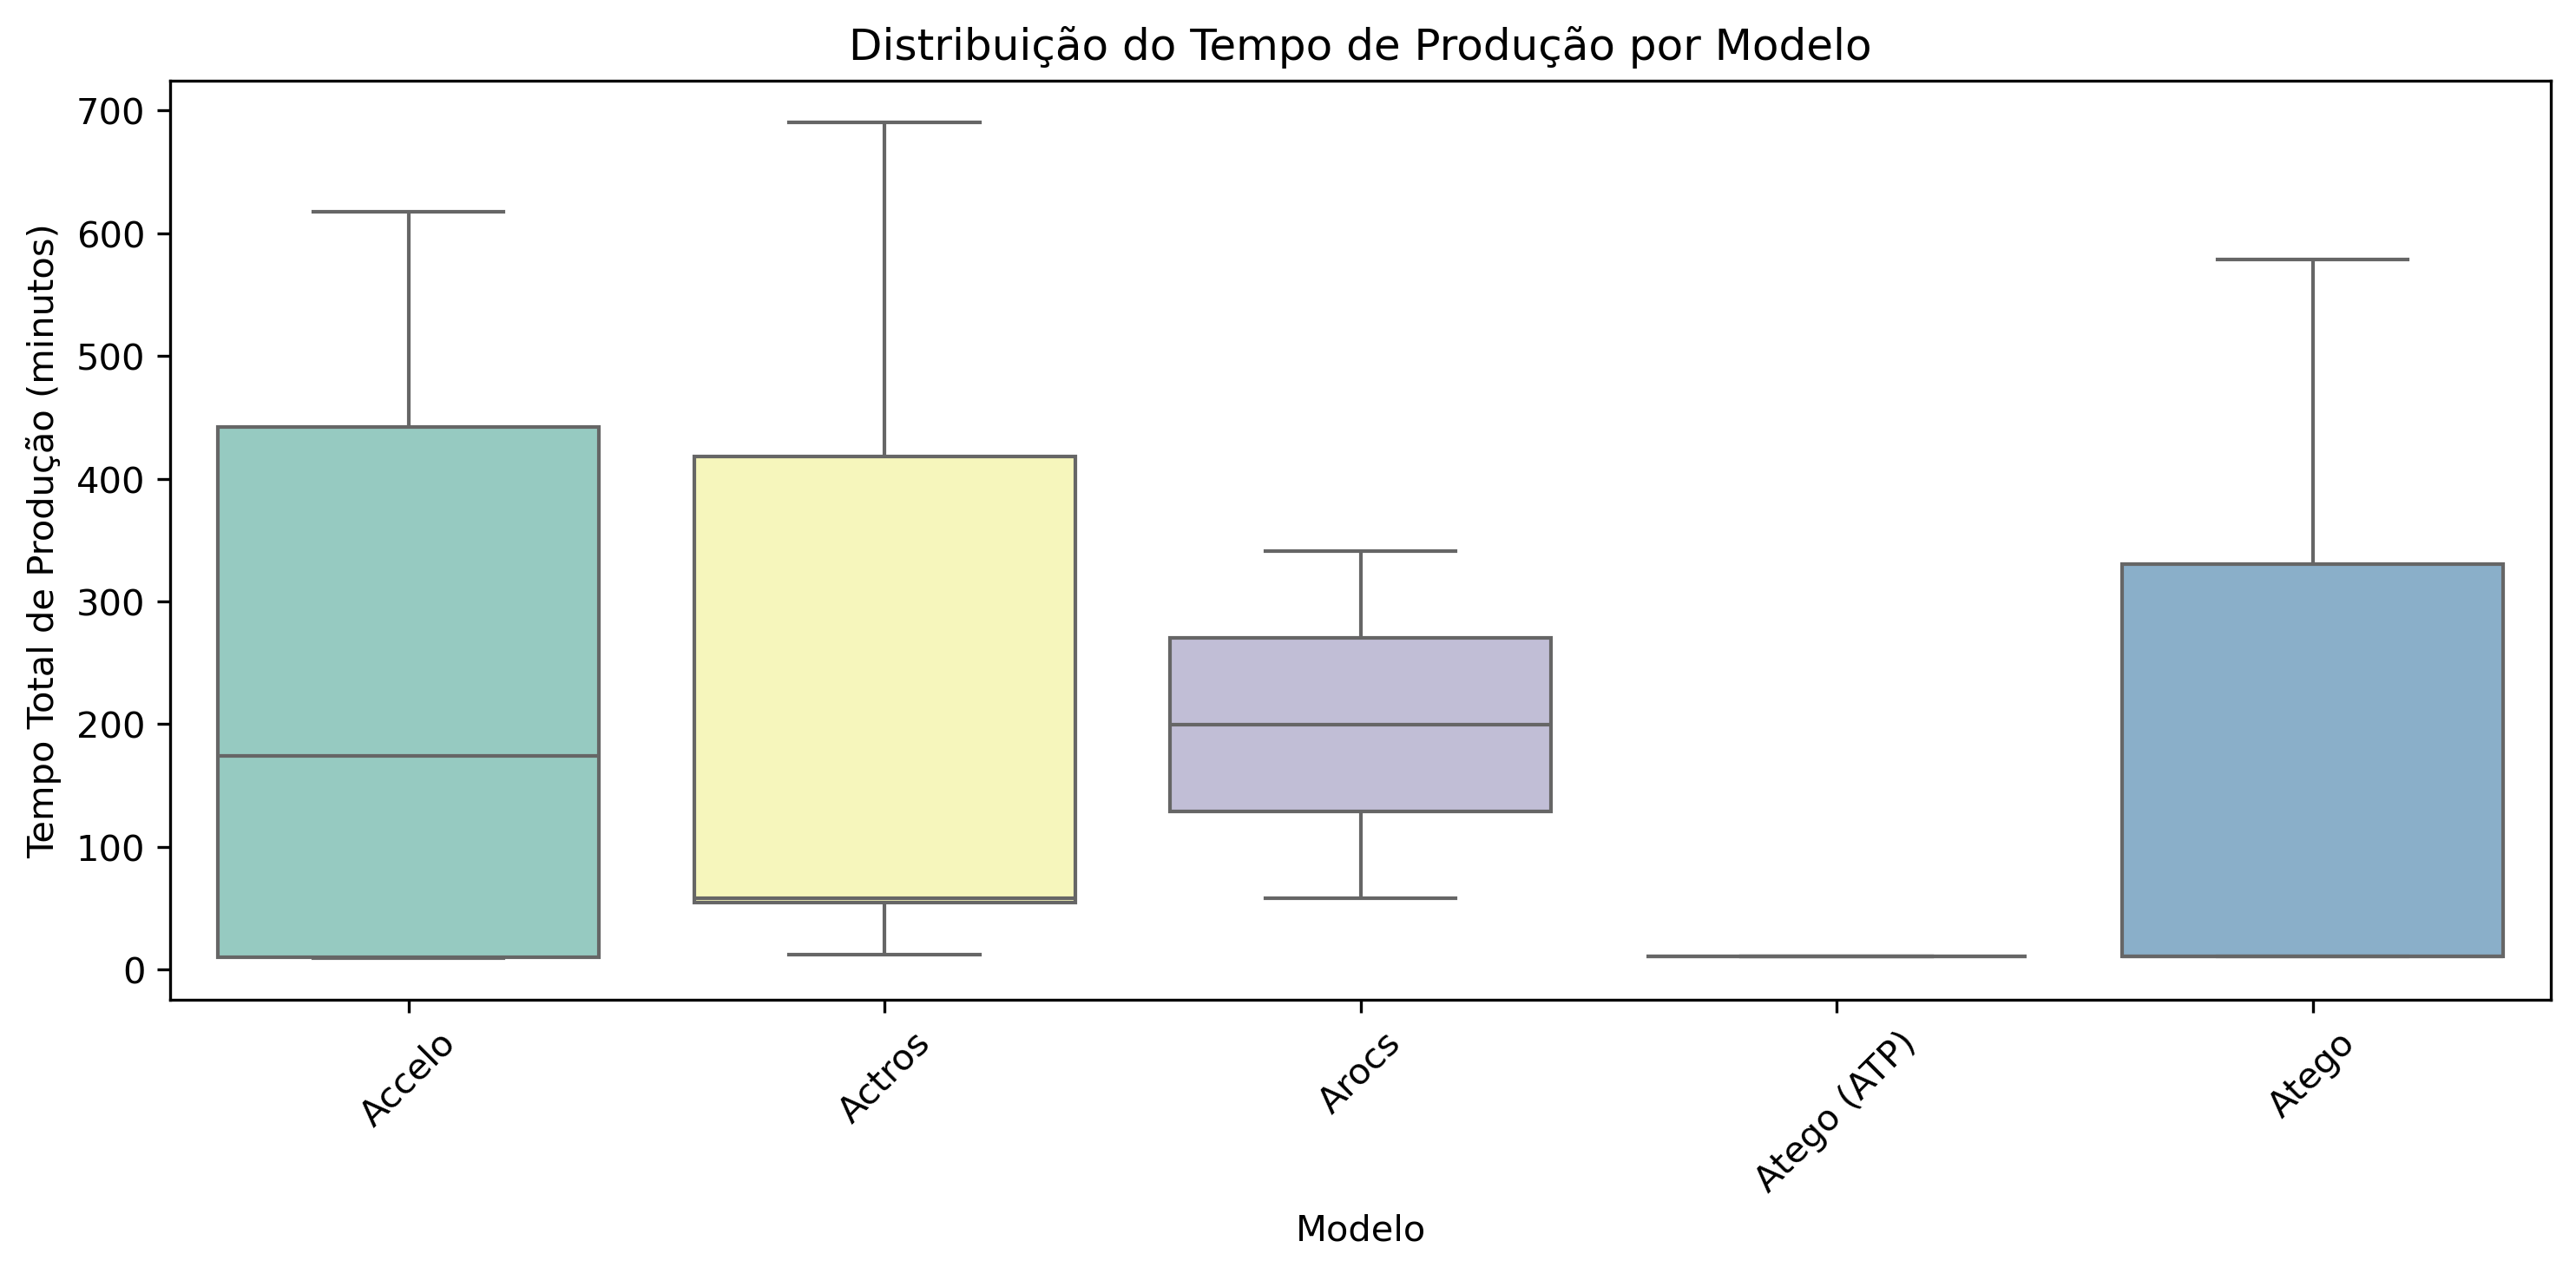 Distribuição do Tempo de Produção por Modelo
Tempo Total de Produção (minutos)
700
600
500
400
300
200
100
0
Accelo
Actros
Arocs
Atego (ATP)
Atego
Modelo